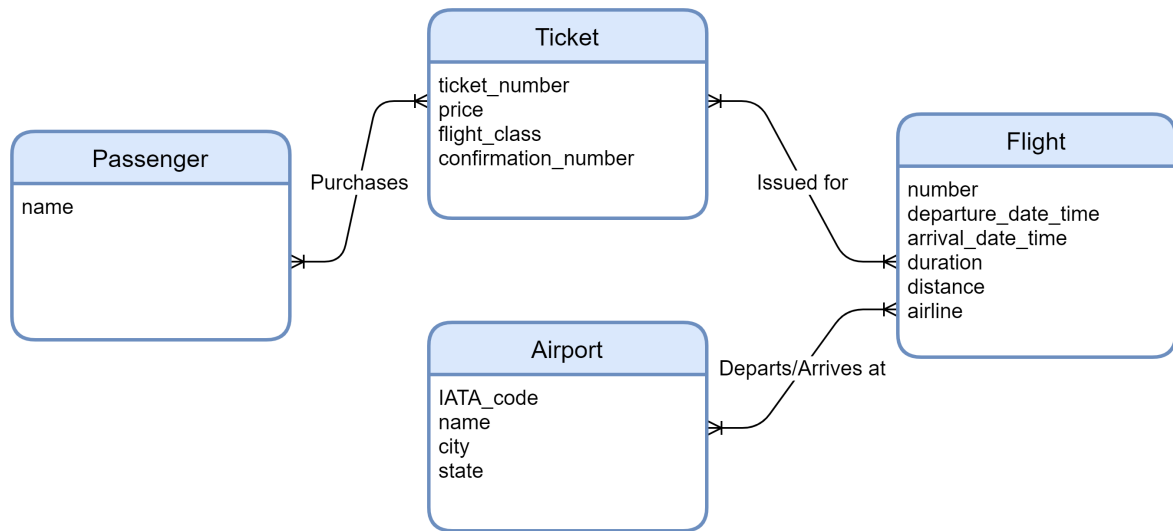 Ticket
ticket_number
price
flight_class
confirmation_number
Passenger
name
Purchases
Issued for
Flight
number
departure_date_time
arrival_date_time
duration
distance
airline
Airport
IATA_code
name
city
state
Departs/Arrives at